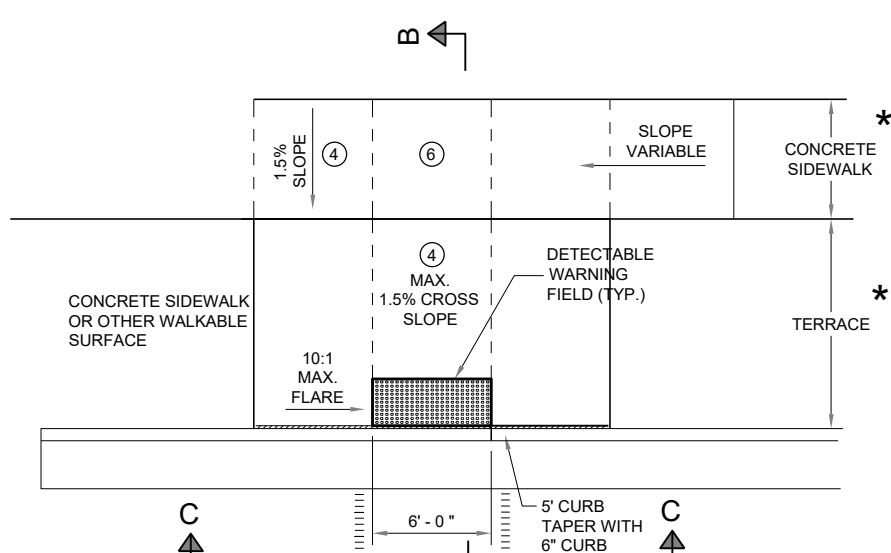 B
1.5%
SLOPE
4
6
SLOPE
VARIABLE
*
CONCRETE
SIDEWALK
4
MAX.
1.5% CROSS
SLOPE
DETECTABLE
WARNING
FIELD (TYP.)
CONCRETE SIDEWALK
OR OTHER WALKABLE
SURFACE
*
TERRACE
10:1
MAX.
FLARE
C
6' - 0 "
5' CURB
TAPER WITH
6" CURB
C